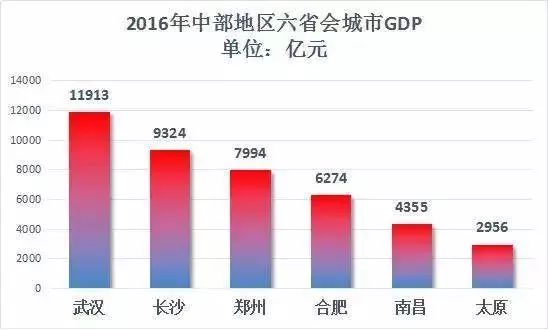 2016年中部地区六省会城市GDP
单位：亿元
14000
12000
10000
8000
6000
4000
2000
0
11913
9324
7994
6274
4355
2956
武汉
长沙
郑州
合肥
南昌
太原